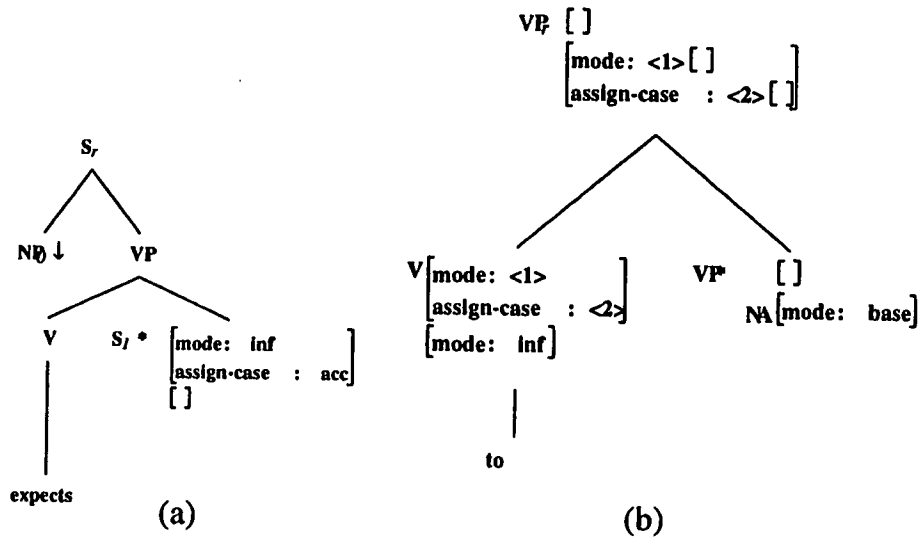 S_r
NP_0 ↓ VP
V S_1 * [mode: inf
assign-case : acc]
[ ]
expects
(a)
VP_r [ ]
[mode: <1>[ ]
assign-case : <2>[ ]]
V [mode: <1>
assign-case : <2>]
[mode: inf]
VP* [ ]
NA [mode: base]
to
(b)